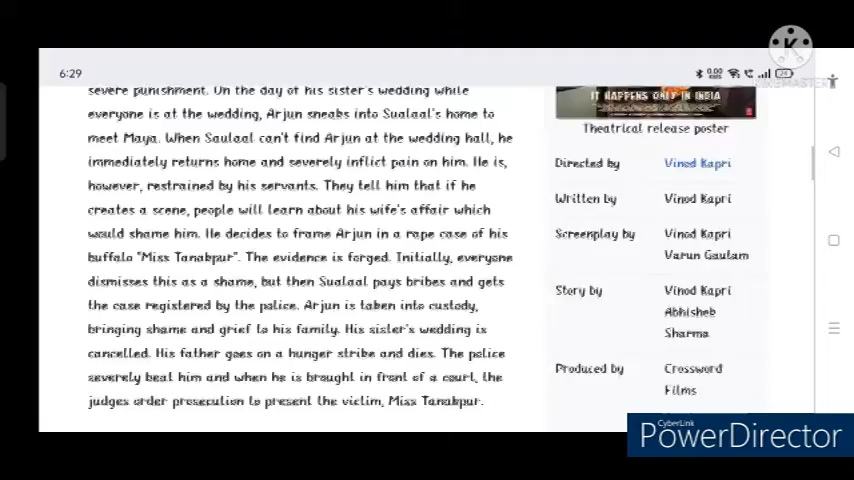 6:29
0.00
KINEMASTER
severe punishment. On the day of his sister's wedding while
everyone is at the wedding, Arjun sneaks into Sualaal's home to
meet Maya. When Saulaal can't find Arjun at the wedding hall, he
immediately returns home and severely inflict pain on him. He is,
however, restrained by his servants. They tell him that if he
creates a scene, people will learn about his wife's affair which
would shame him. He decides to frame Arjun in a rape case of his
buffalo "Miss Tanakpur". The evidence is forged. Initially, everyone
dismisses this as a shame, but then Sualaal pays bribes and gets
the case registered by the police. Arjun is taken into custody,
bringing shame and grief to his family. His sister's wedding is
cancelled. His father goes on a hunger strike and dies. The police
severely beat him and when he is brought in front of a court, the
judges order prosecution to present the victim, Miss Tanakpur.
IT HAPPENS ONLY IN INDIA
Theatrical release poster
Directed by Vinod Kapri
Written by Vinod Kapri
Screenplay by Vinod Kapri
Varun Gautam
Story by Vinod Kapri
Abhisheb
Sharma
Produced by Crossword
Films
CyberLink
PowerDirector